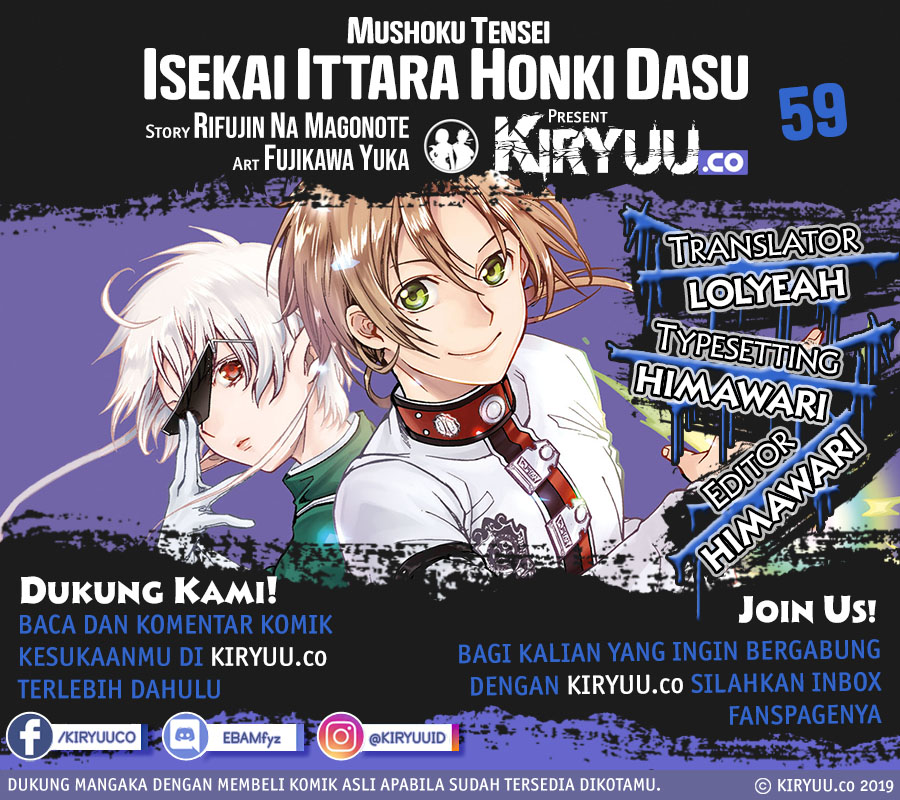 Mushoku Tensei
Isekai Ittara Honki Dasu
59
Story Rifujin Na Magonote
Art Fujikawa Yuka
Present
Kiryuu.co
Translator
LOLYEAH
Typesetting
HIMAWARI
Editor
HIMAWARI
Dukung Kami!
BACA DAN KOMENTAR KOMIK
KESUKAANMU DI KIRYUU.co
TERLEBIH DAHULU
Join Us!
BAGI KALIAN YANG INGIN BERGABUNG
DENGAN KIRYUU.co SILAHKAN INBOX
FANSPAGENYA
/KIRYUUCO
EBAMfyz
@KIRYUUID
DUKUNG MANGAKA DENGAN MEMBELI KOMIK ASLI APABILA SUDAH TERSEDIA DIKOTAMU.
© KIRYUU.co 2019